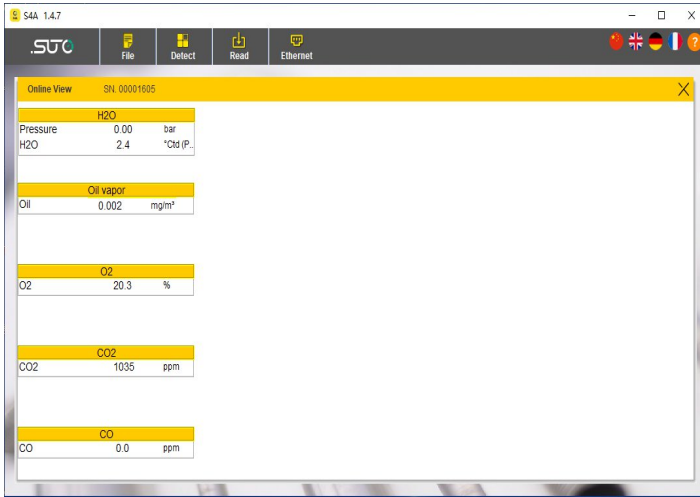 S4A 1.4.7
.SUTO File Detect Read Ethernet ?
Online View SN. 00001605
H2O
Pressure 0.00 bar
H2O 2.4 °Ctd (P..
Oil vapor
Oil 0.002 mg/m³
O2
O2 20.3 %
CO2
CO2 1035 ppm
CO
CO 0.0 ppm